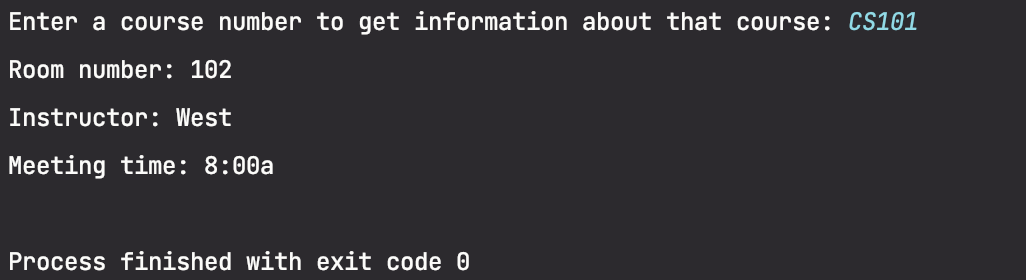 Enter a course number to get information about that course: CS101
Room number: 102
Instructor: West
Meeting time: 8:00a
Process finished with exit code 0